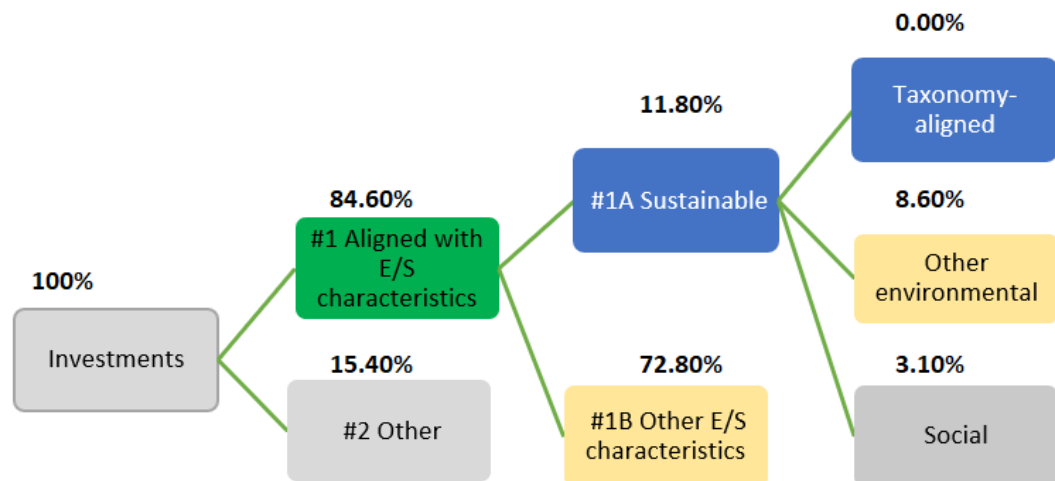 0.00%
Taxonomy-
aligned
11.80%
#1A Sustainable
84.60%
#1 Aligned with
E/S
characteristics
8.60%
Other
environmental
100%
Investments
15.40%
#2 Other
72.80%
#1B Other E/S
characteristics
3.10%
Social